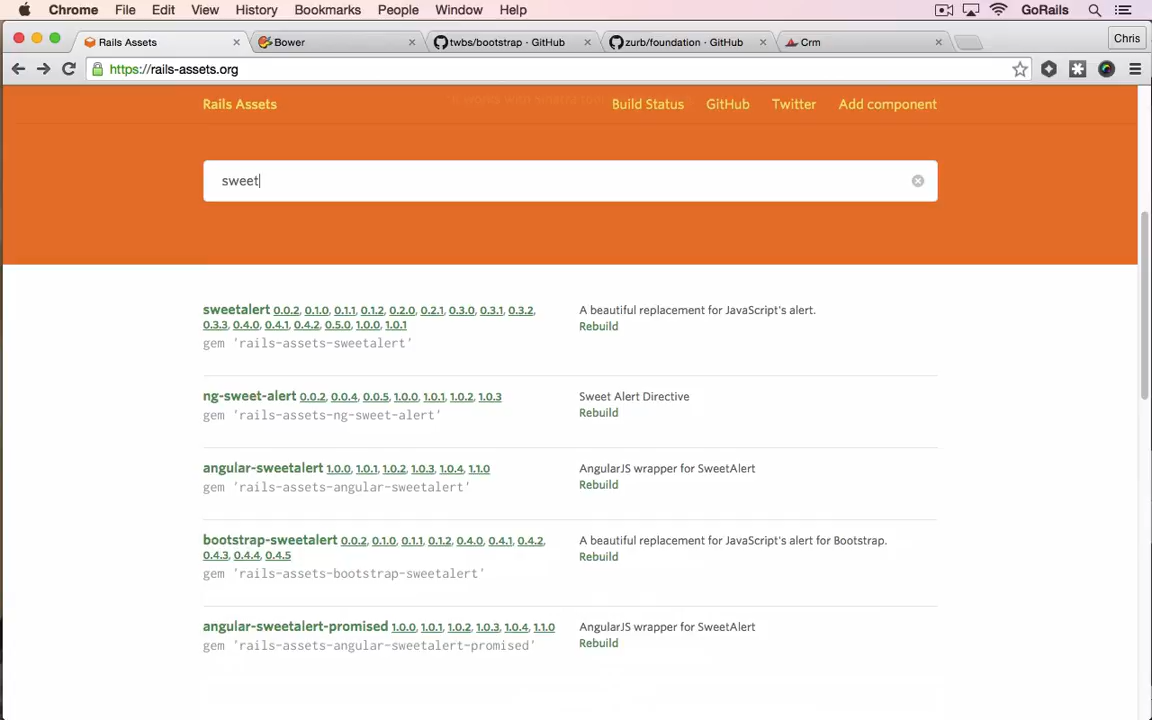 Chrome File Edit View History Bookmarks People Window Help GoRails
Rails Assets Bower twbs/bootstrap · GitHub zurb/foundation · GitHub Crm Chris
https://rails-assets.org
Rails Assets Build Status GitHub Twitter Add component
sweet
sweetalert 0.0.2, 0.1.0, 0.1.1, 0.1.2, 0.2.0, 0.2.1, 0.3.0, 0.3.1, 0.3.2, A beautiful replacement for JavaScript's alert.
0.3.3, 0.4.0, 0.4.1, 0.4.2, 0.5.0, 1.0.0, 1.0.1 Rebuild
gem 'rails-assets-sweetalert'
ng-sweet-alert 0.0.2, 0.0.4, 0.0.5, 1.0.0, 1.0.1, 1.0.2, 1.0.3 Sweet Alert Directive
gem 'rails-assets-ng-sweet-alert' Rebuild
angular-sweetalert 1.0.0, 1.0.1, 1.0.2, 1.0.3, 1.0.4, 1.1.0 AngularJS wrapper for SweetAlert
gem 'rails-assets-angular-sweetalert' Rebuild
bootstrap-sweetalert 0.0.2, 0.1.0, 0.1.1, 0.1.2, 0.4.0, 0.4.1, 0.4.2, A beautiful replacement for JavaScript's alert for Bootstrap.
0.4.3, 0.4.4, 0.4.5 Rebuild
gem 'rails-assets-bootstrap-sweetalert'
angular-sweetalert-promised 1.0.0, 1.0.1, 1.0.2, 1.0.3, 1.0.4, 1.1.0 AngularJS wrapper for SweetAlert
gem 'rails-assets-angular-sweetalert-promised' Rebuild